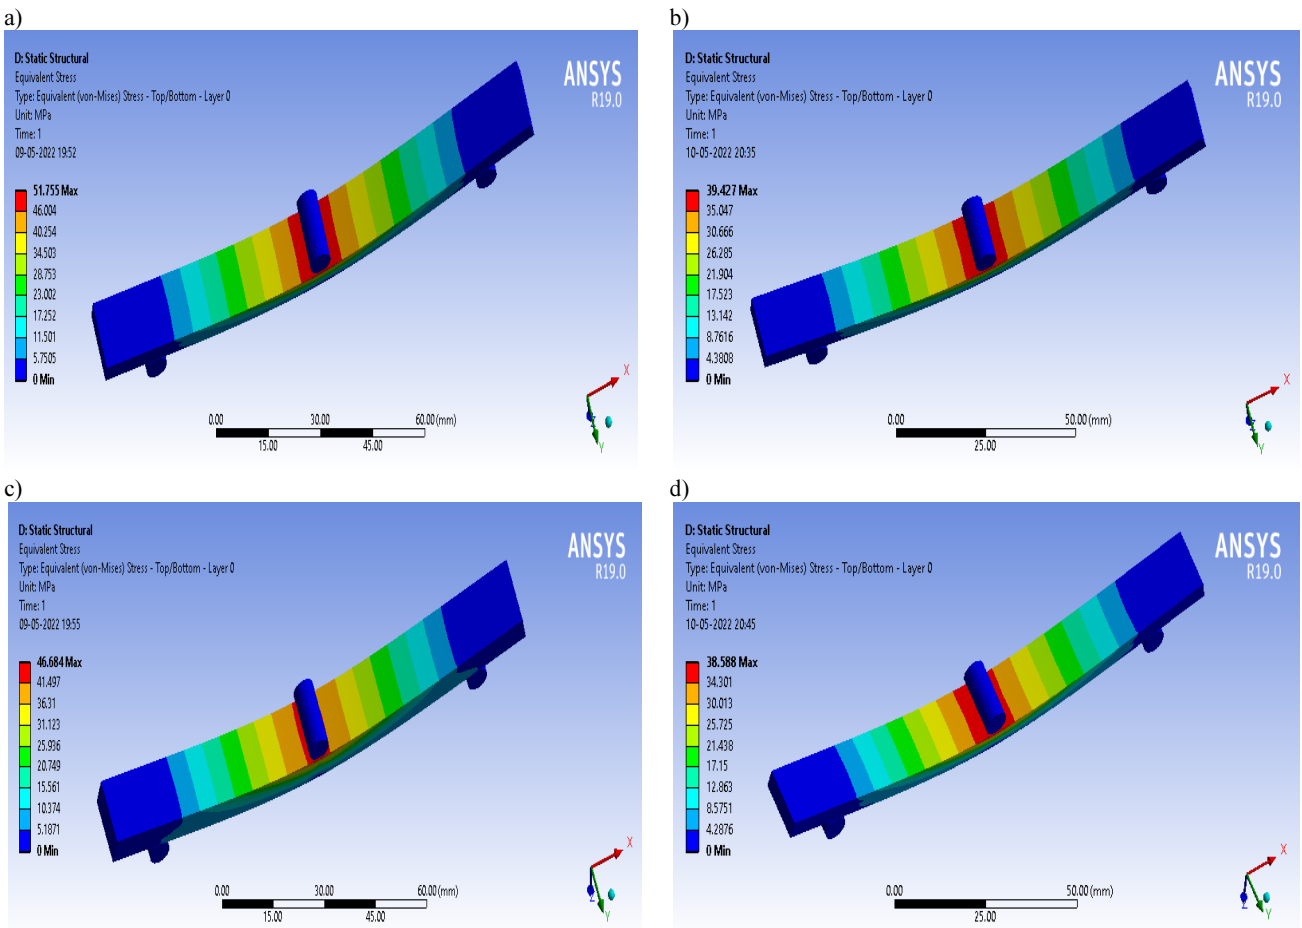 a)
D: Static Structural
Equivalent Stress
Type: Equivalent (von-Mises) Stress - Top/Bottom - Layer 0
Unit: MPa
Time: 1
09-05-2022 19:52
ANSYS
R19.0
51.755 Max
46.004
40.254
34.503
28.753
23.002
17.252
11.501
5.7505
0 Min
0.00 30.00 60.00 (mm)
15.00 45.00
X
Z
Y
b)
D: Static Structural
Equivalent Stress
Type: Equivalent (von-Mises) Stress - Top/Bottom - Layer 0
Unit: MPa
Time: 1
10-05-2022 20:35
ANSYS
R19.0
39.427 Max
35.047
30.666
26.285
21.904
17.523
13.142
8.7616
4.3808
0 Min
0.00 50.00 (mm)
25.00
X
Z
Y
c)
D: Static Structural
Equivalent Stress
Type: Equivalent (von-Mises) Stress - Top/Bottom - Layer 0
Unit: MPa
Time: 1
09-05-2022 19:55
ANSYS
R19.0
46.684 Max
41.497
36.31
31.123
25.936
20.749
15.561
10.374
5.1871
0 Min
0.00 30.00 60.00 (mm)
15.00 45.00
X
Z
Y
d)
D: Static Structural
Equivalent Stress
Type: Equivalent (von-Mises) Stress - Top/Bottom - Layer 0
Unit: MPa
Time: 1
10-05-2022 20:45
ANSYS
R19.0
38.588 Max
34.301
30.013
25.725
21.438
17.15
12.863
8.5751
4.2876
0 Min
0.00 50.00 (mm)
25.00
X
Z
Y